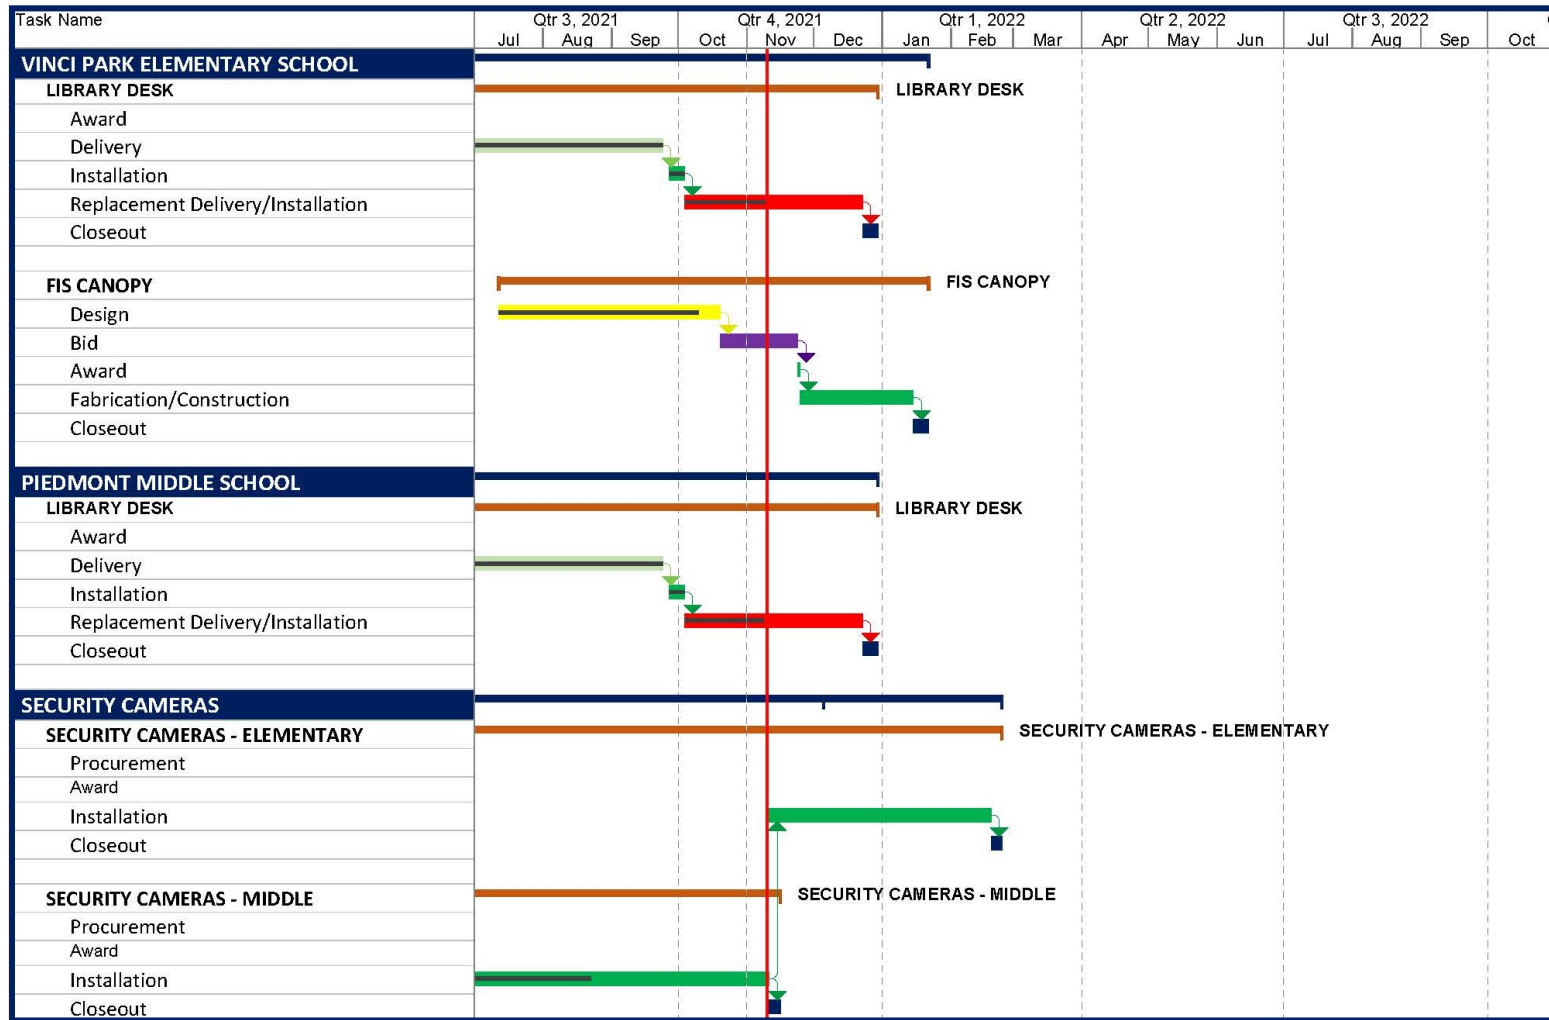 Task Name Qtr 3, 2021 Qtr 4, 2021 Qtr 1, 2022 Qtr 2, 2022 Qtr 3, 2022
Jul Aug Sep Oct Nov Dec Jan Feb Mar Apr May Jun Jul Aug Sep Oct
VINCI PARK ELEMENTARY SCHOOL
LIBRARY DESK LIBRARY DESK
Award
Delivery
Installation
Replacement Delivery/Installation
Closeout
FIS CANOPY FIS CANOPY
Design
Bid
Award
Fabrication/Construction
Closeout
PIEDMONT MIDDLE SCHOOL
LIBRARY DESK LIBRARY DESK
Award
Delivery
Installation
Replacement Delivery/Installation
Closeout
SECURITY CAMERAS
SECURITY CAMERAS - ELEMENTARY SECURITY CAMERAS - ELEMENTARY
Procurement
Award
Installation
Closeout
SECURITY CAMERAS - MIDDLE SECURITY CAMERAS - MIDDLE
Procurement
Award
Installation
Closeout